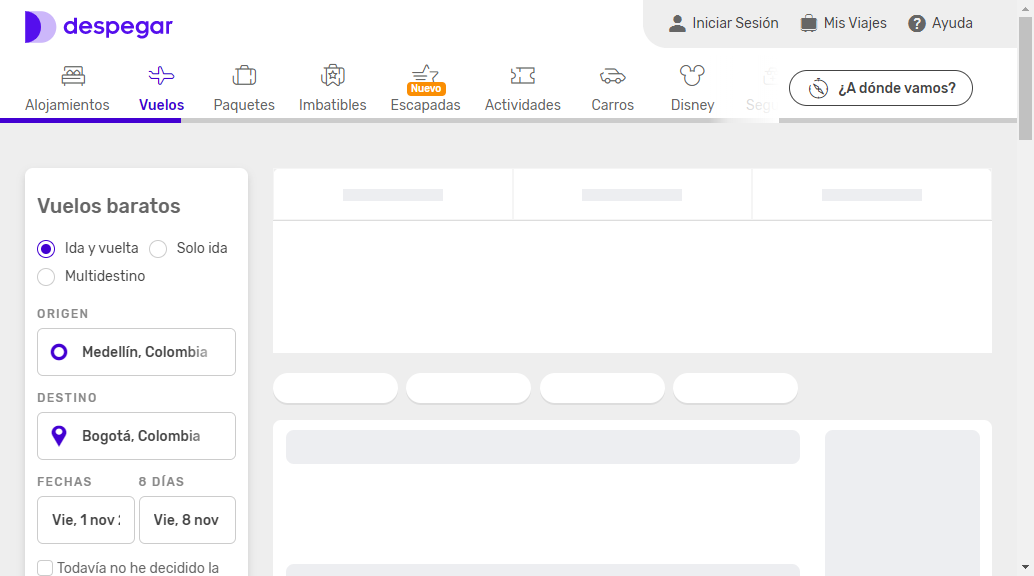 despegar
Iniciar Sesión
Mis Viajes
Ayuda
Alojamientos
Vuelos
Paquetes
Imbatibles
Nuevo
Escapadas
Actividades
Carros
Disney
¿A dónde vamos?
Vuelos baratos
Ida y vuelta
Solo ida
Multidestino
ORIGEN
Medellín, Colombia
DESTINO
Bogotá, Colombia
FECHAS
8 DÍAS
Vie, 1 nov
Vie, 8 nov
Todavía no he decidido la